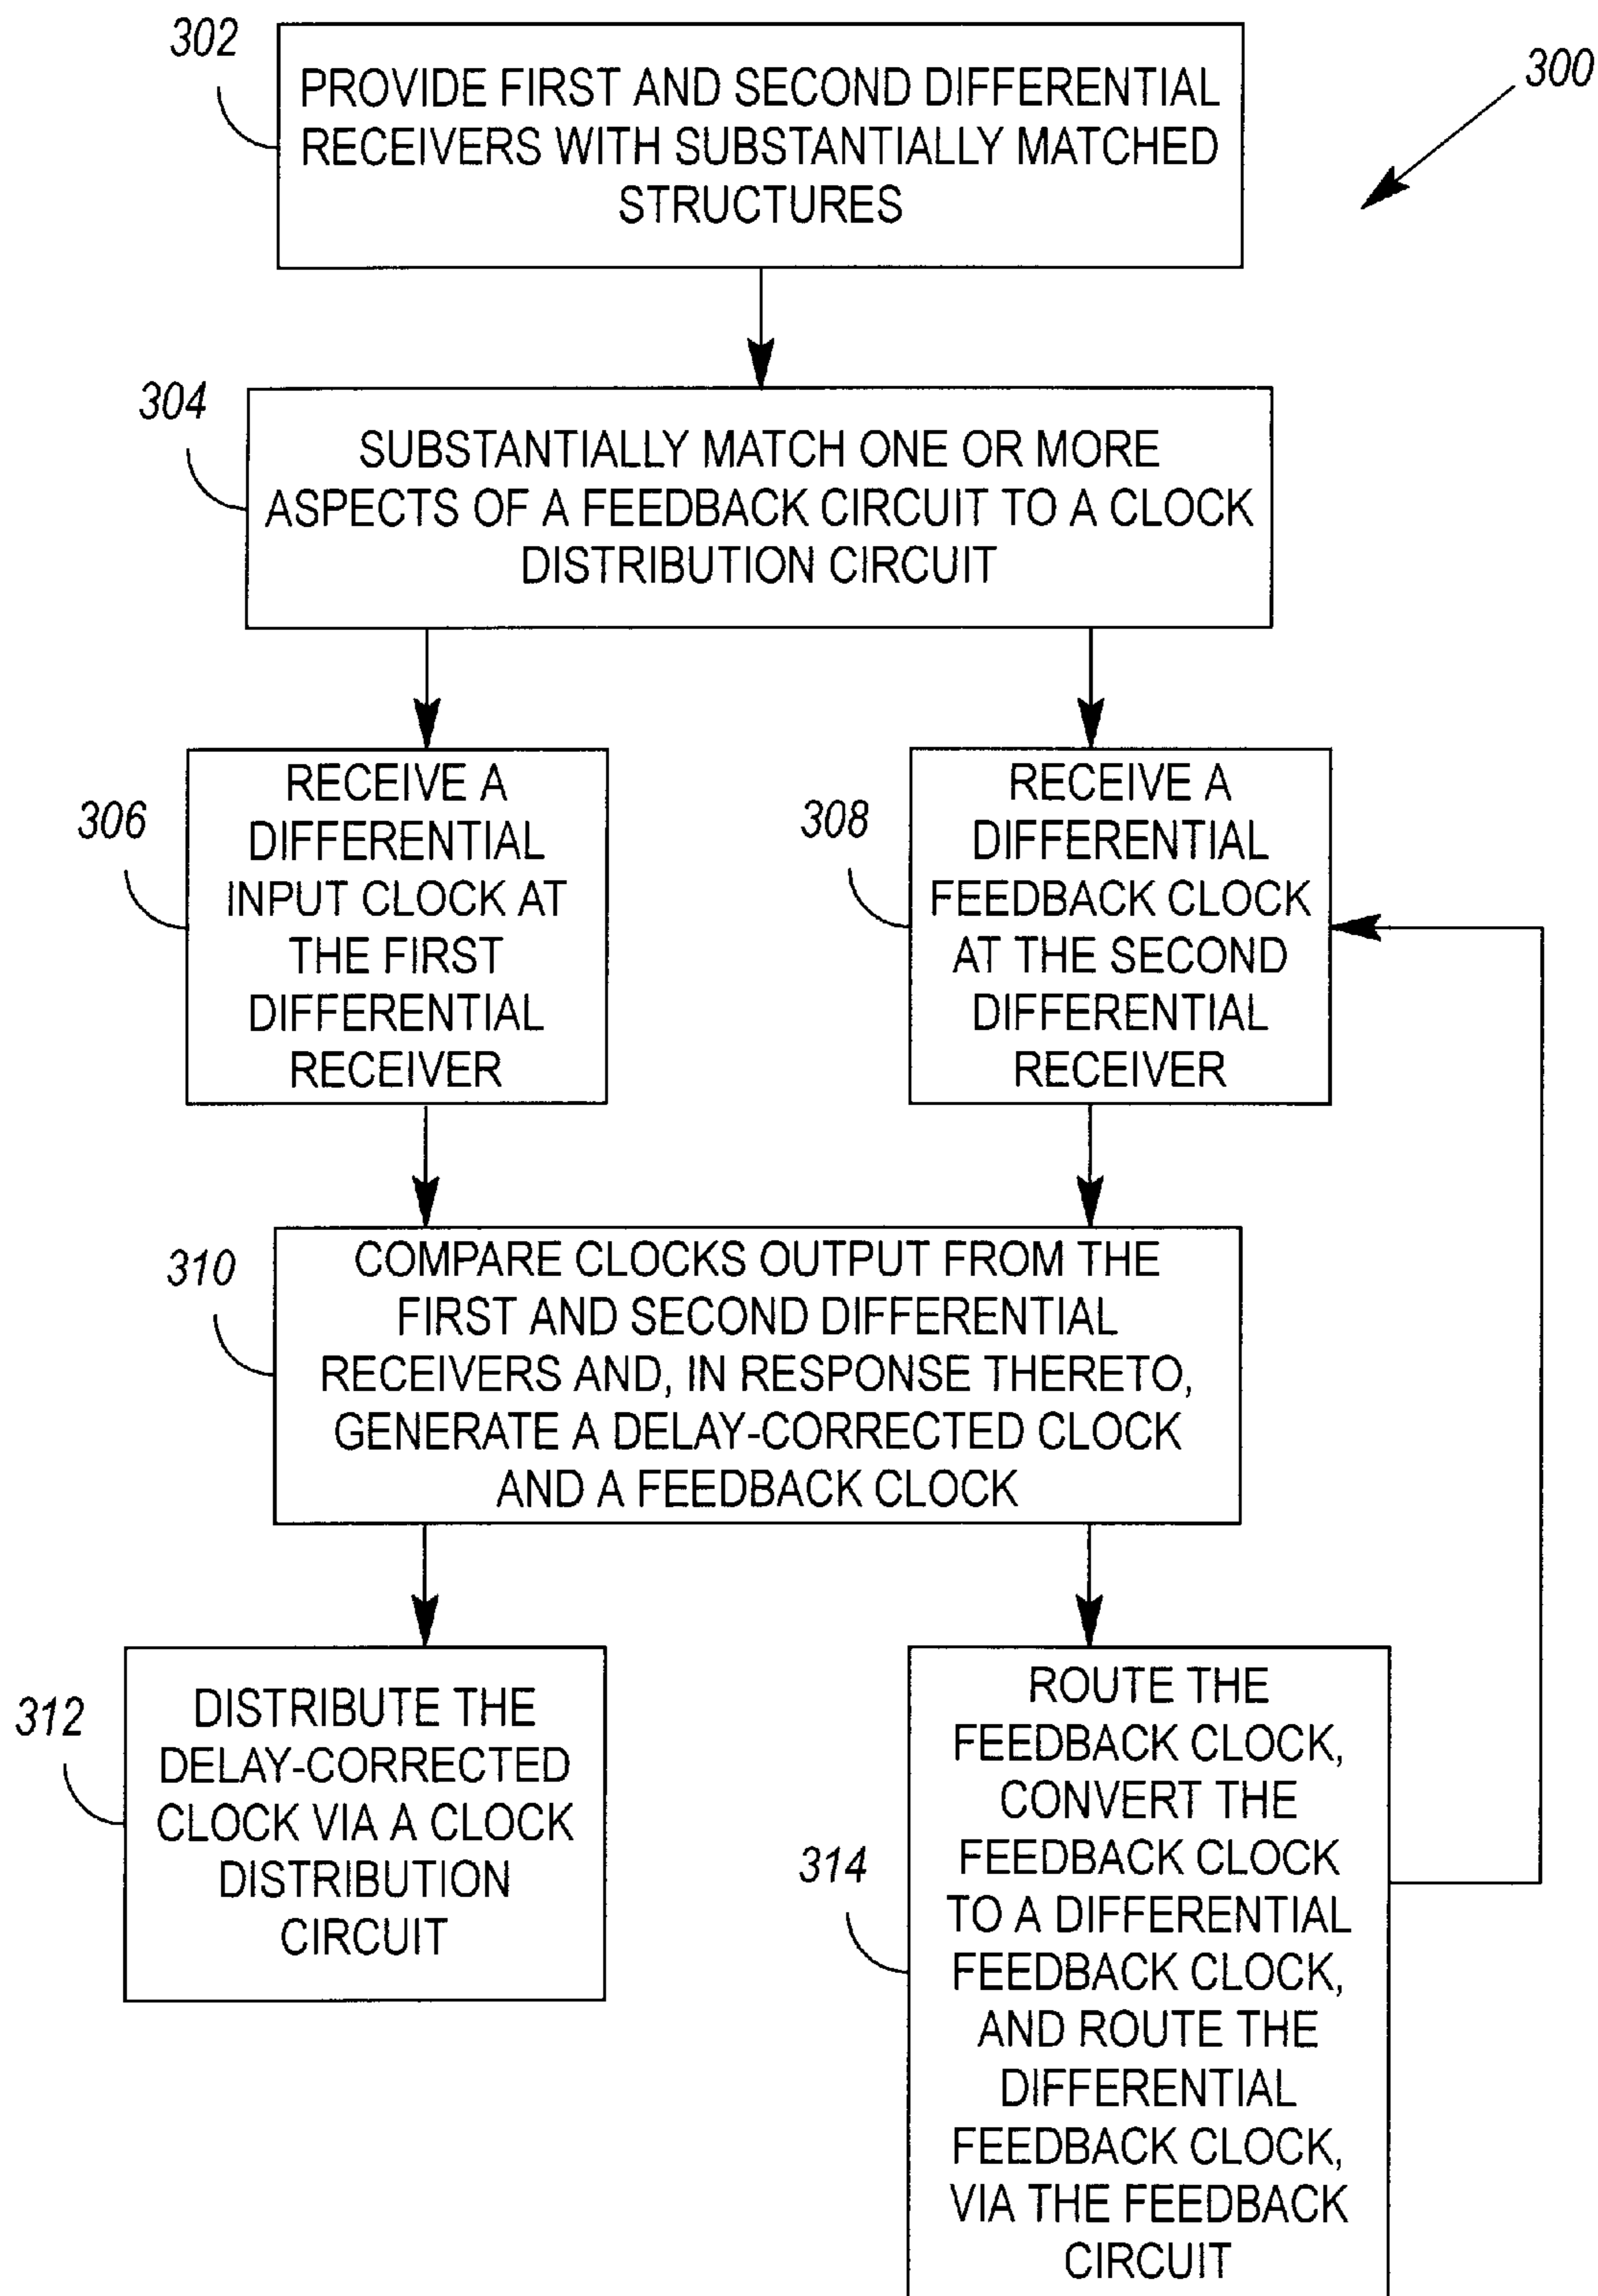 302
PROVIDE FIRST AND SECOND DIFFERENTIAL
RECEIVERS WITH SUBSTANTIALLY MATCHED
STRUCTURES
300
304
SUBSTANTIALLY MATCH ONE OR MORE
ASPECTS OF A FEEDBACK CIRCUIT TO A CLOCK
DISTRIBUTION CIRCUIT
306
RECEIVE A
DIFFERENTIAL
INPUT CLOCK AT
THE FIRST
DIFFERENTIAL
RECEIVER
308
RECEIVE A
DIFFERENTIAL
FEEDBACK CLOCK
AT THE SECOND
DIFFERENTIAL
RECEIVER
310
COMPARE CLOCKS OUTPUT FROM THE
FIRST AND SECOND DIFFERENTIAL
RECEIVERS AND, IN RESPONSE THERETO,
GENERATE A DELAY-CORRECTED CLOCK
AND A FEEDBACK CLOCK
312
DISTRIBUTE THE
DELAY-CORRECTED
CLOCK VIA A CLOCK
DISTRIBUTION
CIRCUIT
314
ROUTE THE
FEEDBACK CLOCK,
CONVERT THE
FEEDBACK CLOCK
TO A DIFFERENTIAL
FEEDBACK CLOCK,
AND ROUTE THE
DIFFERENTIAL
FEEDBACK CLOCK,
VIA THE FEEDBACK
CIRCUIT